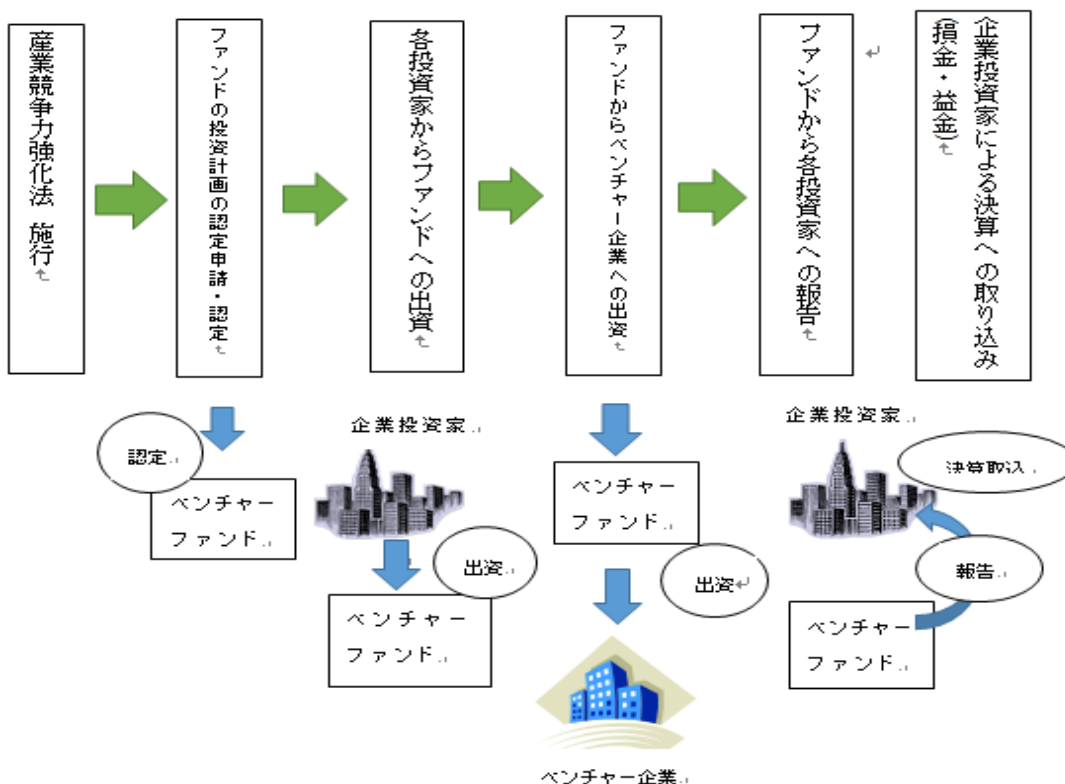 産業競争力強化法 施行
ファンドの投資計画の認定申請・認定
各投資家からファンドへの出資
ファンドからベンチャー企業への出資
ファンドから各投資家への報告
企業投資家による決算への取り込み
(損金・益金)
認定
ベンチャー
ファンド
企業投資家
出資
ベンチャー
ファンド
ベンチャー
ファンド
出資
ベンチャー企業
企業投資家
決算取込
報告
ベンチャー
ファンド